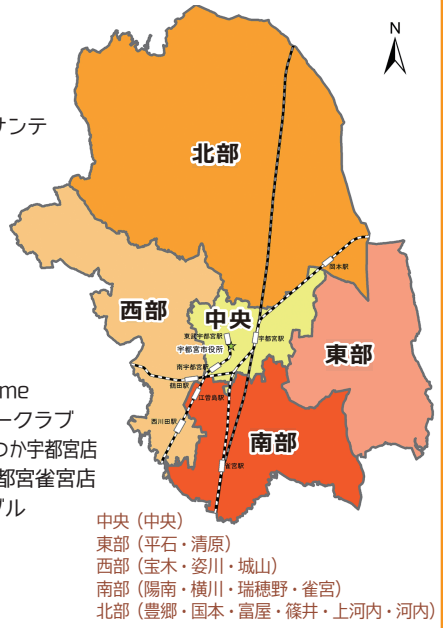 N
サンテ
北部
岡本駅
西部
中央
東武宇都宮駅
宇都宮駅
宇都宮市役所
東部
南宇都宮駅
鶴田駅
江曽島駅
me
ークラブ
西川田駅
つか宇都宮店
南部
都宮雀宮店
雀宮駅
ブル
中央（中央）
東部（平石・清原）
西部（宝木・姿川・城山）
南部（陽南・横川・瑞穂野・雀宮）
北部（豊郷・国本・富屋・篠井・上河内・河内）